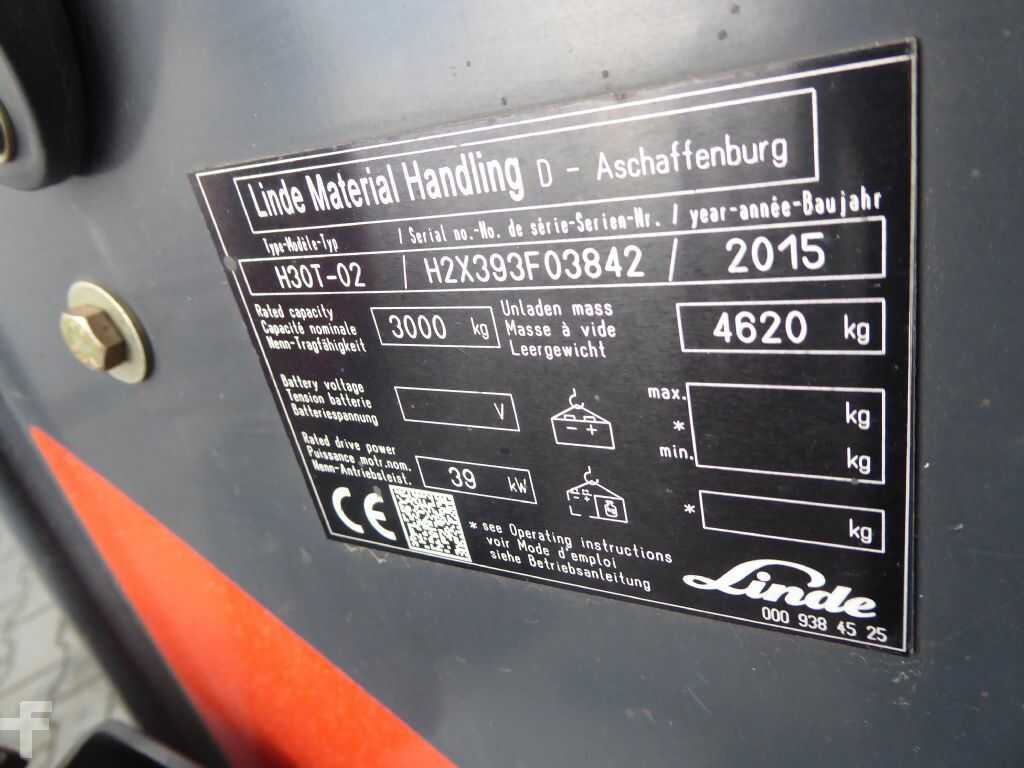 Linde Material Handling D - Aschaffenburg
Type-Modèle-Typ / Serial no.-No. de série-Serien-Nr. / year-année-Baujahr
H30T-02 / H2X393F03842 / 2015
Rated capacity
Capacité nominale
Nenn-Tragfähigkeit
3000 kg
Unladen mass
Masse à vide
Leergewicht
4620 kg
Battery voltage
Tension batterie
Batteriespannung
V
- +
max. kg
*
min. kg
Rated drive power
Puissance motr.nom.
Nenn-Antriebsleist.
39 kW
- +
* kg
CE
* see Operating instructions
voir Mode d'emploi
siehe Betriebsanleitung
Linde
000 938 45 25
F